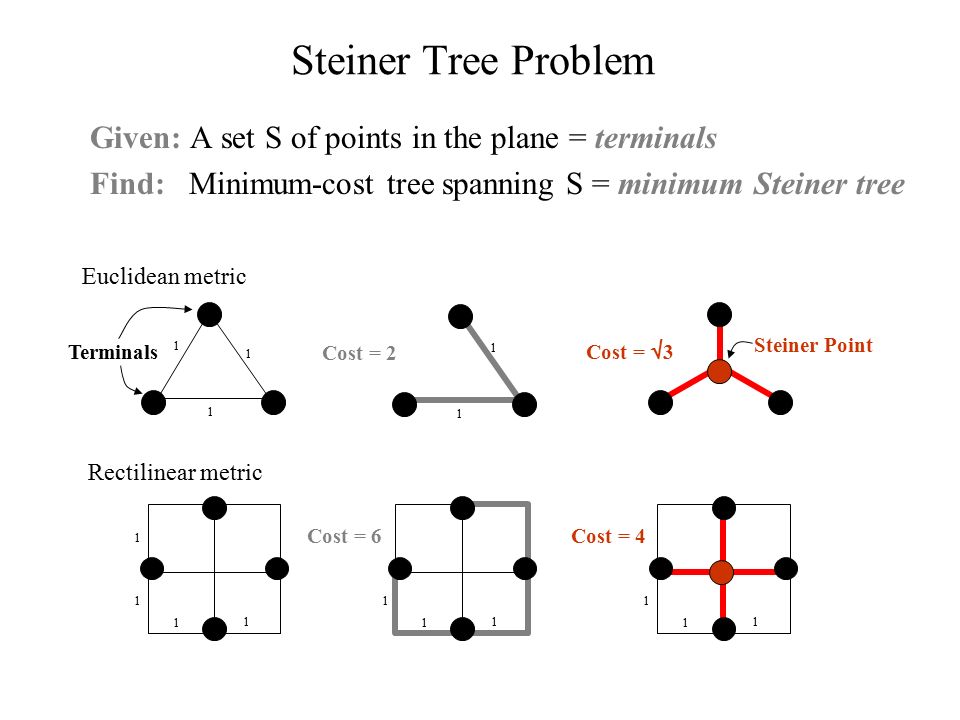 Steiner Tree Problem
Given: A set S of points in the plane = terminals
Find: Minimum-cost tree spanning S = minimum Steiner tree
Euclidean metric
Terminals
1
1
1
Cost = 2
1
1
Cost = √3
Steiner Point
Rectilinear metric
1
1
1
1
Cost = 6
1
1
1
Cost = 4
1
1
1